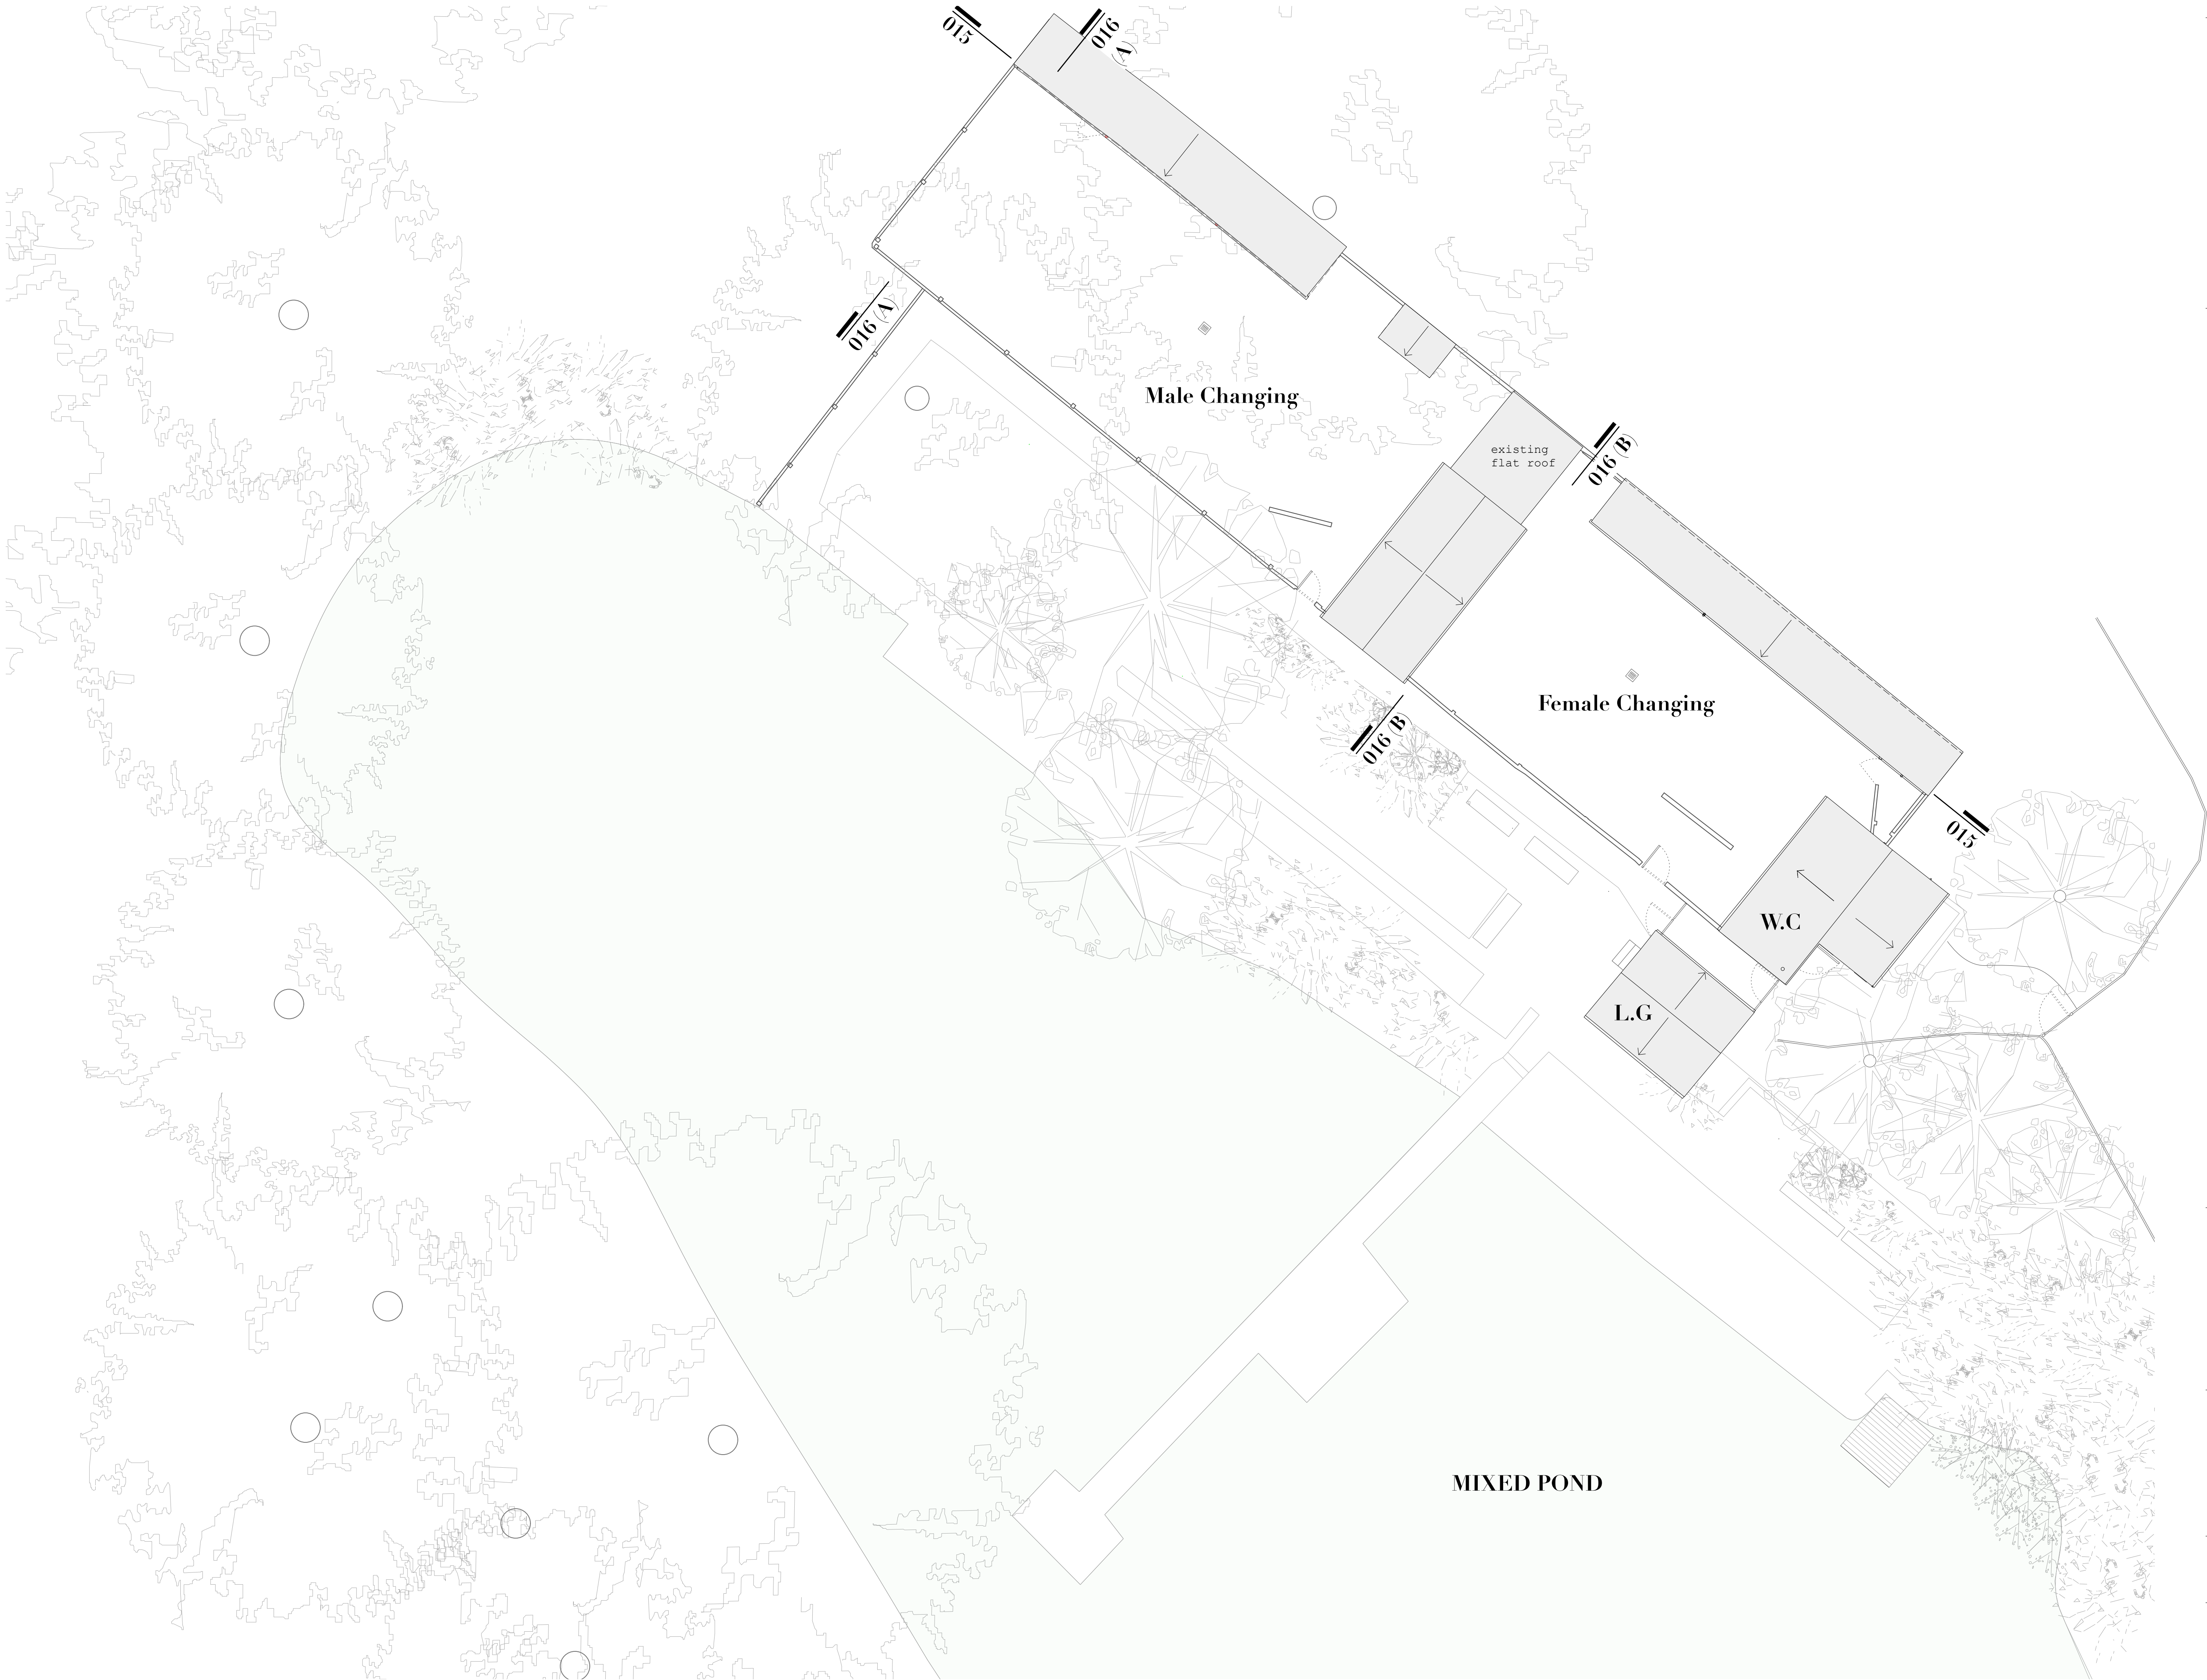 015
016
(A)
016 (A)
Male Changing
existing
flat roof
016 (B)
Female Changing
016 (B)
015
W.C
L.G
MIXED POND